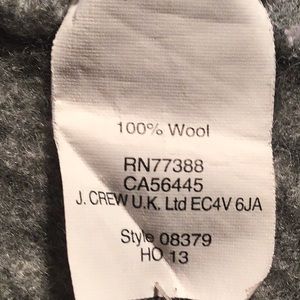 100% Wool
RN77388
CA56445
J. CREW U.K. Ltd EC4V 6JA
Style 08379
HO 13